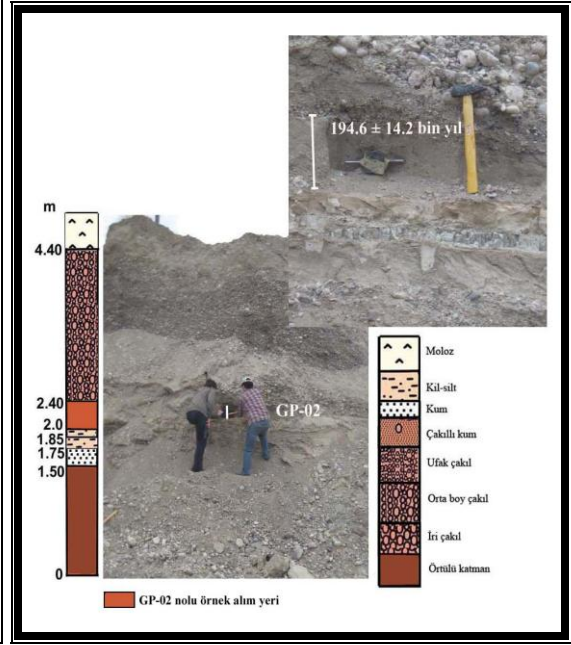 194.6 ± 14.2 bin yıl
m
4.40
2.40
2.0
1.85
1.75
1.50
0
GP-02
Moloz
Kil-silt
Kum
Çakıllı kum
Ufak çakıl
Orta boy çakıl
İri çakıl
Örtülü katman
GP-02 nolu örnek alım yeri